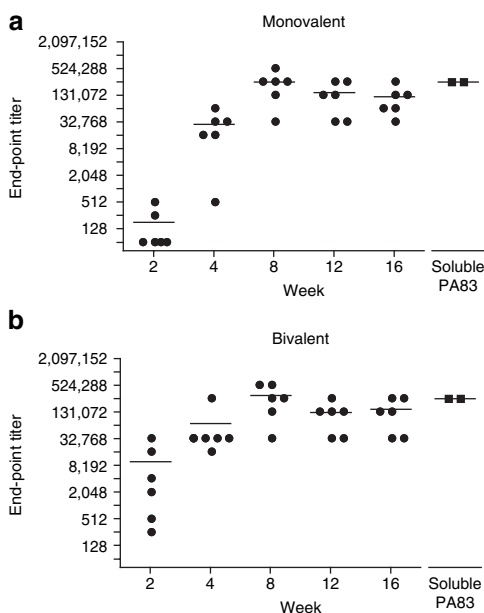 a
Monovalent
2,097,152
524,288
131,072
32,768
8,192
2,048
512
128
End-point titer
2
4
8
12
16
Soluble
PA83
Week
b
Bivalent
2,097,152
524,288
131,072
32,768
8,192
2,048
512
128
End-point titer
2
4
8
12
16
Soluble
PA83
Week